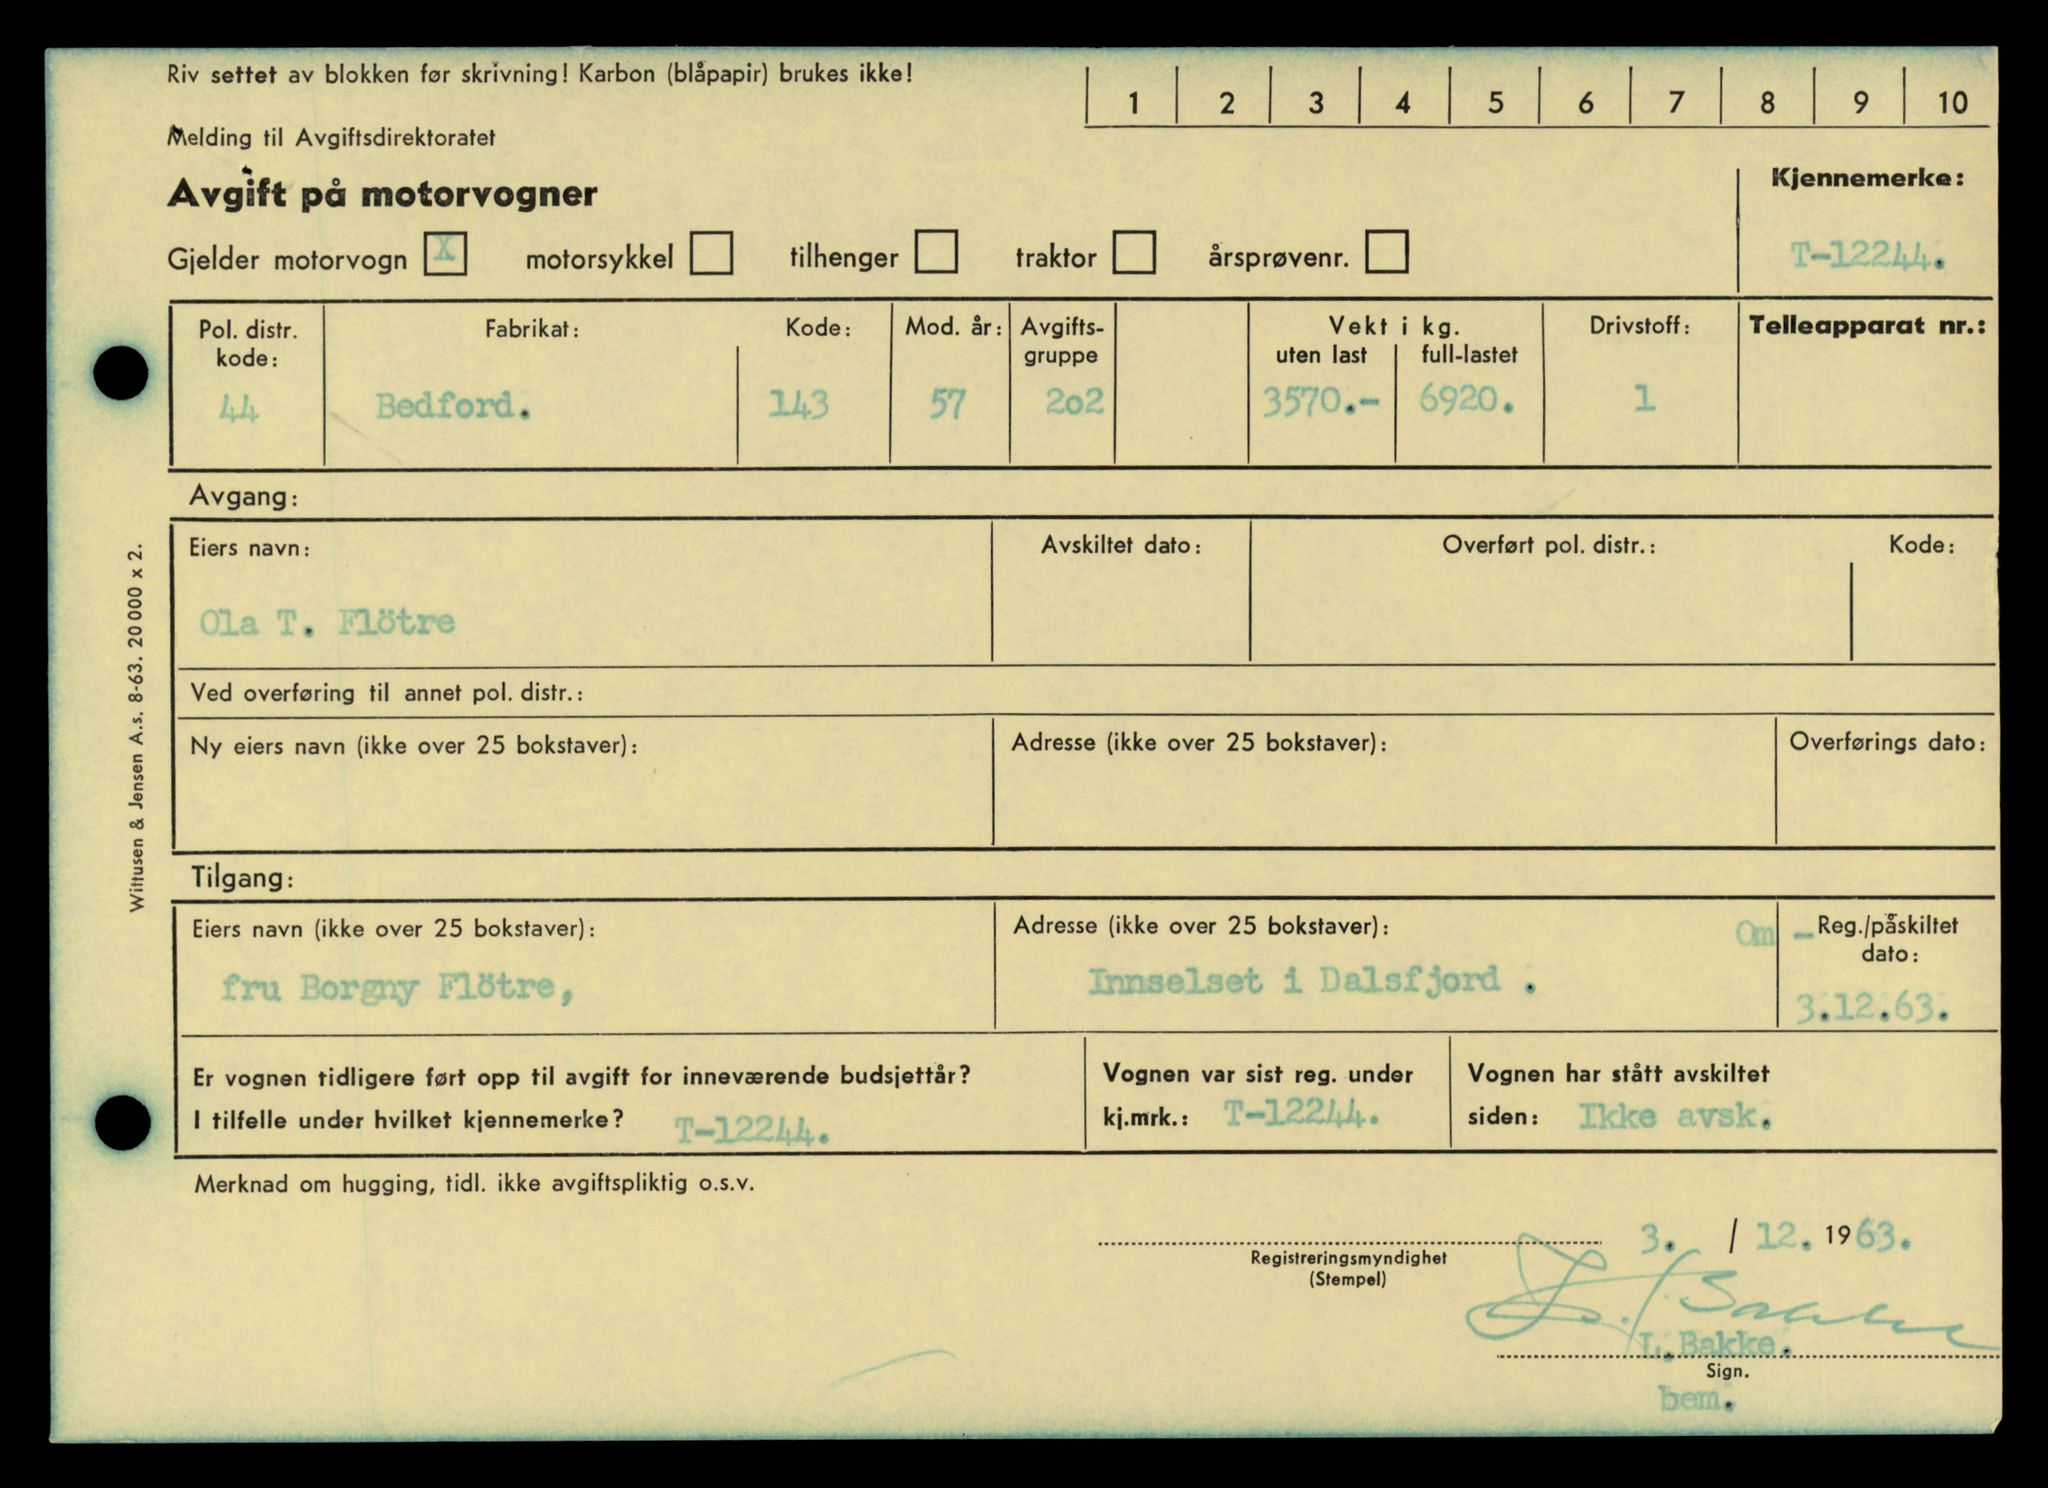 Riv settet av blokken før skrivning! Karbon (blåpapir) brukes ikke!
1 2 3 4 5 6 7 8 9 10
Melding til Avgiftsdirektoratet
Avgift på motorvogner
Kjennemerke:
Gjelder motorvogn X motorsykkel tilhenger traktor årsprøvenr.
T-12244.
Pol. distr. kode: Fabrikat: Kode: Mod. år: Avgifts-gruppe Vekt i kg. uten last full-lastet Drivstoff: Telleapparat nr.:
44 Bedford. 143 57 2o2 3570.- 6920. 1
Avgang:
Eiers navn: Avskiltet dato: Overført pol. distr.: Kode:
Ola T. Flötre
Ved overføring til annet pol. distr.:
Ny eiers navn (ikke over 25 bokstaver): Adresse (ikke over 25 bokstaver): Overførings dato:
Tilgang:
Eiers navn (ikke over 25 bokstaver): Adresse (ikke over 25 bokstaver): Om - Reg./påskiltet dato:
fru Borgny Flötre, Innselset i Dalsfjord . 3.12.63.
Er vognen tidligere ført opp til avgift for inneværende budsjettår?
I tilfelle under hvilket kjennemerke? T-12244.
Vognen var sist reg. under
kj.mrk.: T-12244.
Vognen har stått avskiltet
siden: Ikke avsk.
Merknad om hugging, tidl. ikke avgiftspliktig o.s.v.
3. / 12. 1963.
Registreringsmyndighet
(Stempel)
L. Bakke
L.Bakke.
Sign.
bem.
Wittusen & Jensen A.s. 8-63. 20 000 x 2.